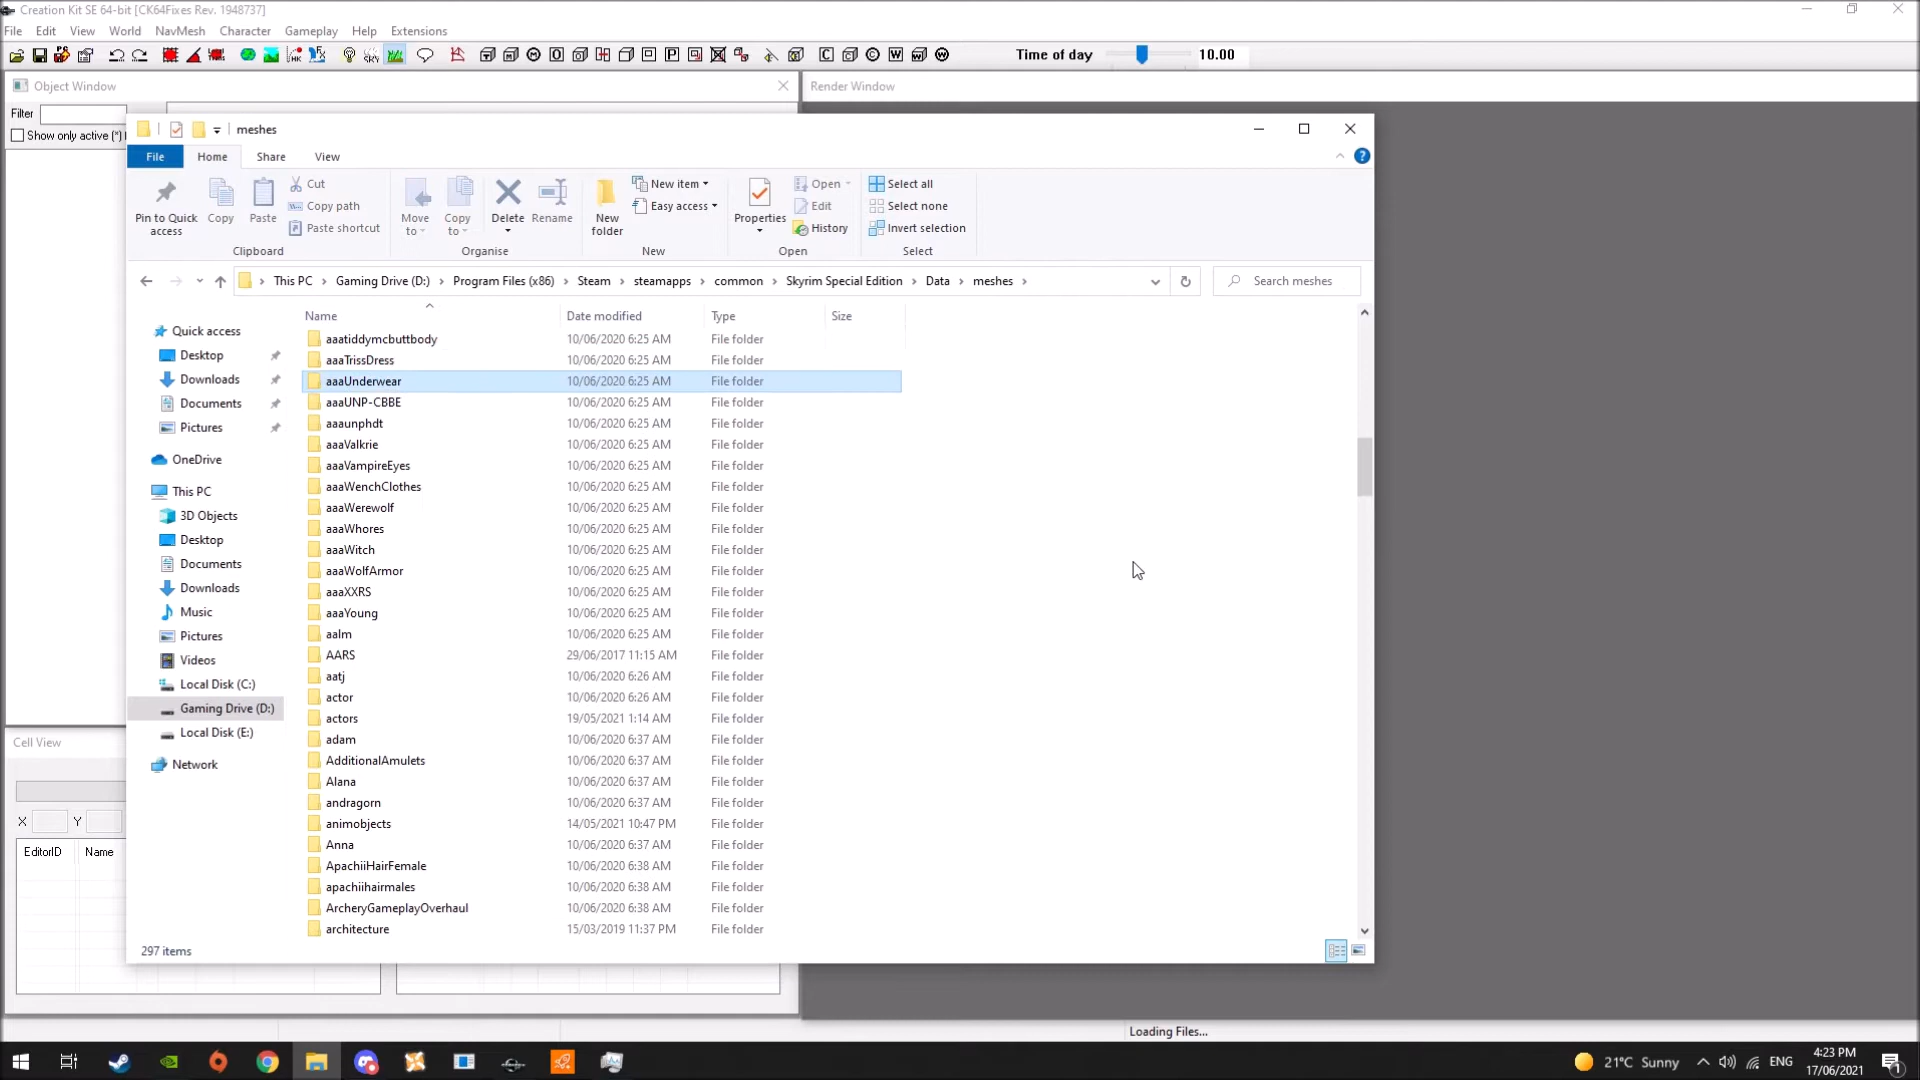 Creation Kit SE 64-bit [CK64Fixes Rev. 1948737]
File Edit View World NavMesh Character Gameplay Help Extensions
Time of day 10.00
Object Window
Render Window
Filter
Show only active (*)
meshes
File Home Share View
Pin to Quick access
Copy
Paste
Cut
Copy path
Paste shortcut
Clipboard
Move to
Copy to
Delete
Rename
Organise
New folder
New item
Easy access
New
Properties
Open
Edit
History
Open
Select all
Select none
Invert selection
Select
This PC > Gaming Drive (D:) > Program Files (x86) > Steam > steamapps > common > Skyrim Special Edition > Data > meshes >
Search meshes
Name Date modified Type Size
Quick access
Desktop
Downloads
Documents
Pictures
OneDrive
This PC
3D Objects
Desktop
Documents
Downloads
Music
Pictures
Videos
Local Disk (C:)
Gaming Drive (D:)
Local Disk (E:)
Network
aaatiddymcbuttbody 10/06/2020 6:25 AM File folder
aaaTrissDress 10/06/2020 6:25 AM File folder
aaaUnderwear 10/06/2020 6:25 AM File folder
aaaUNP-CBBE 10/06/2020 6:25 AM File folder
aaaunphdt 10/06/2020 6:25 AM File folder
aaaValkrie 10/06/2020 6:25 AM File folder
aaaVampireEyes 10/06/2020 6:25 AM File folder
aaaWenchClothes 10/06/2020 6:25 AM File folder
aaaWerewolf 10/06/2020 6:25 AM File folder
aaaWhores 10/06/2020 6:25 AM File folder
aaaWitch 10/06/2020 6:25 AM File folder
aaaWolfArmor 10/06/2020 6:25 AM File folder
aaaXXRS 10/06/2020 6:25 AM File folder
aaaYoung 10/06/2020 6:25 AM File folder
aalm 10/06/2020 6:25 AM File folder
AARS 29/06/2017 11:15 AM File folder
aatj 10/06/2020 6:26 AM File folder
actor 10/06/2020 6:26 AM File folder
actors 19/05/2021 1:14 AM File folder
adam 10/06/2020 6:37 AM File folder
AdditionalAmulets 10/06/2020 6:37 AM File folder
Alana 10/06/2020 6:37 AM File folder
andragorn 10/06/2020 6:37 AM File folder
animobjects 14/05/2021 10:47 PM File folder
Anna 10/06/2020 6:37 AM File folder
ApachiiHairFemale 10/06/2020 6:38 AM File folder
apachiihairmales 10/06/2020 6:38 AM File folder
ArcheryGameplayOverhaul 10/06/2020 6:38 AM File folder
architecture 15/03/2019 11:37 PM File folder
297 items
Cell View
X Y
EditorID Name
Loading Files...
21°C Sunny
ENG
4:23 PM
17/06/2021
1